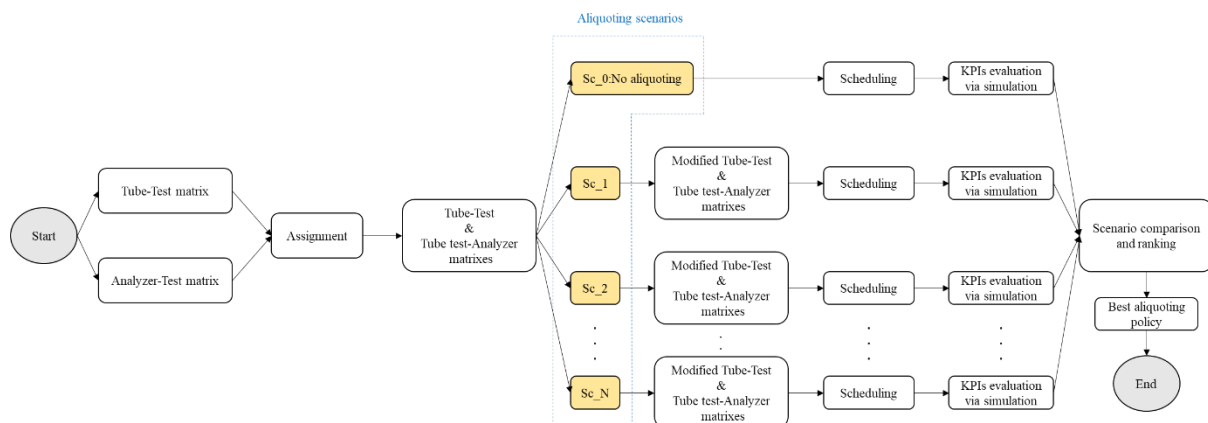 Aliquoting scenarios
Start
Tube-Test matrix
Analyzer-Test matrix
Assignment
Tube-Test
&
Tube test-Analyzer
matrixes
Sc_0:No aliquoting
Scheduling
KPIs evaluation
via simulation
Sc_1
Modified Tube-Test
&
Tube test-Analyzer
matrixes
Scheduling
KPIs evaluation
via simulation
Sc_2
Modified Tube-Test
&
Tube test-Analyzer
matrixes
Scheduling
KPIs evaluation
via simulation
Sc_N
Modified Tube-Test
&
Tube test-Analyzer
matrixes
Scheduling
KPIs evaluation
via simulation
Scenario comparison
and ranking
Best aliquoting
policy
End